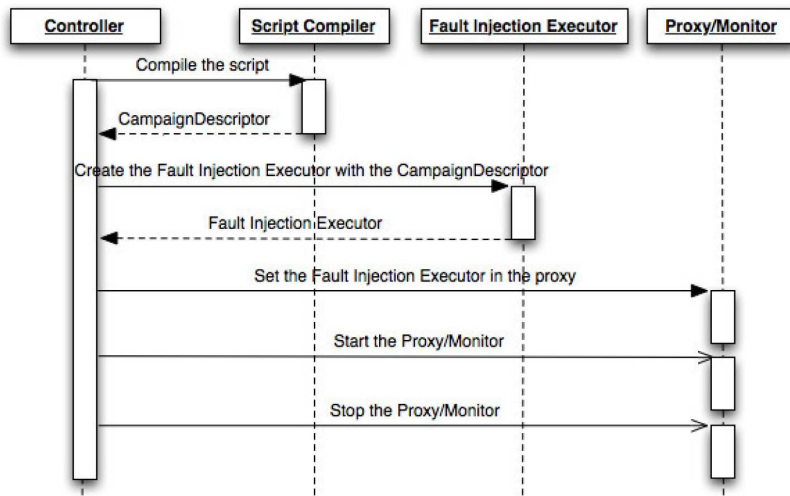 Controller
Script Compiler
Fault Injection Executor
Proxy/Monitor
Compile the script
CampaignDescriptor
Create the Fault Injection Executor with the CampaignDescriptor
Fault Injection Executor
Set the Fault Injection Executor in the proxy
Start the Proxy/Monitor
Stop the Proxy/Monitor